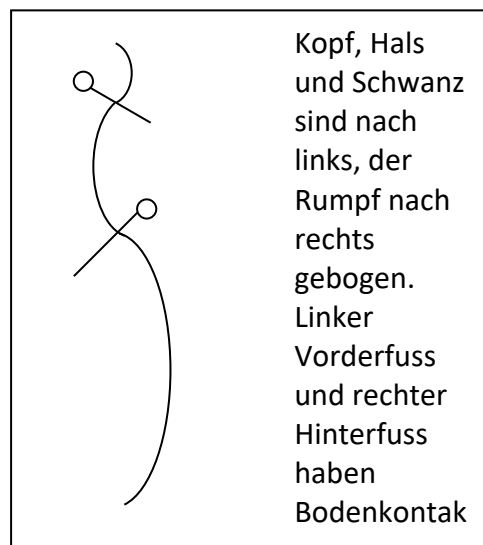 Kopf, Hals
und Schwanz
sind nach
links, der
Rumpf nach
rechts
gebogen.
Linker
Vorderfuss
und rechter
Hinterfuss
haben
Bodenkontak